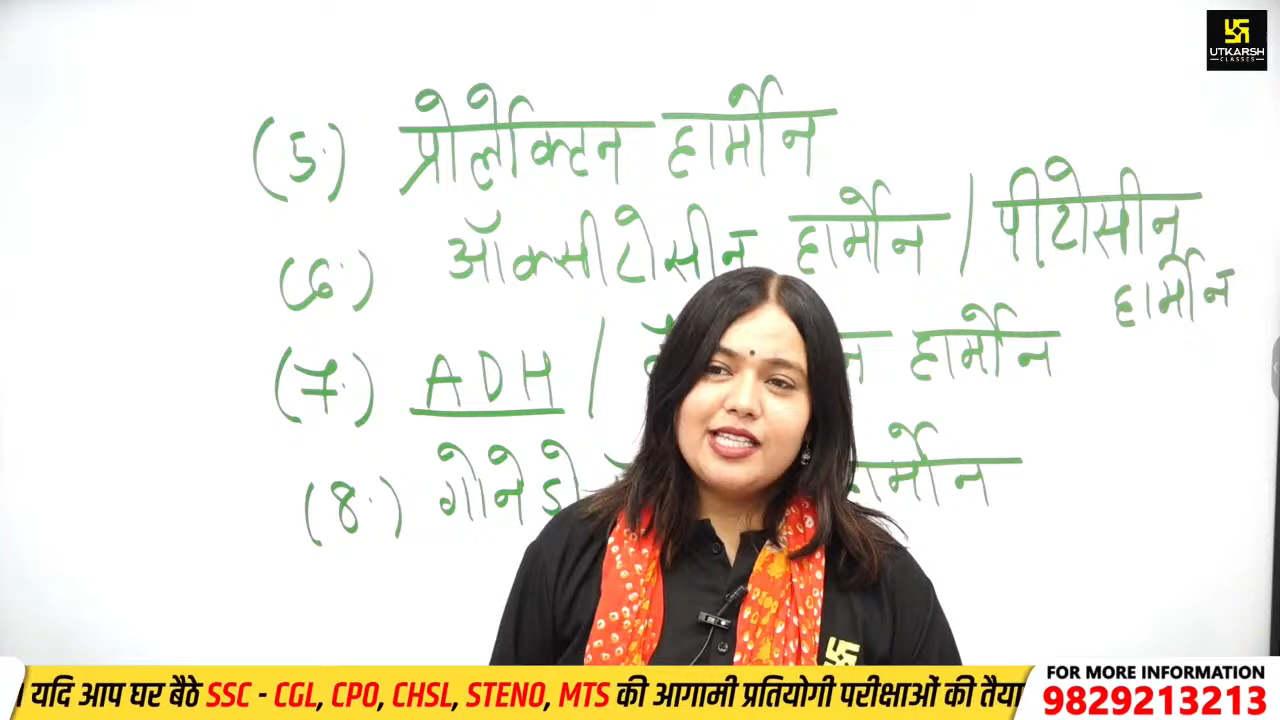 UTKARSH
CLASSES
(5.) प्रोलेक्टिन हार्मोन
(6.) ऑक्सीटोसीन हार्मोन / पीटोसीन
हार्मोन
(7.) ADH / हार्मोन
(8.) हार्मोन
यदि आप घर बैठे SSC - CGL, CPO, CHSL, STENO, MTS की आगामी प्रतियोगी परीक्षाओं की
FOR MORE INFORMATION
9829213213